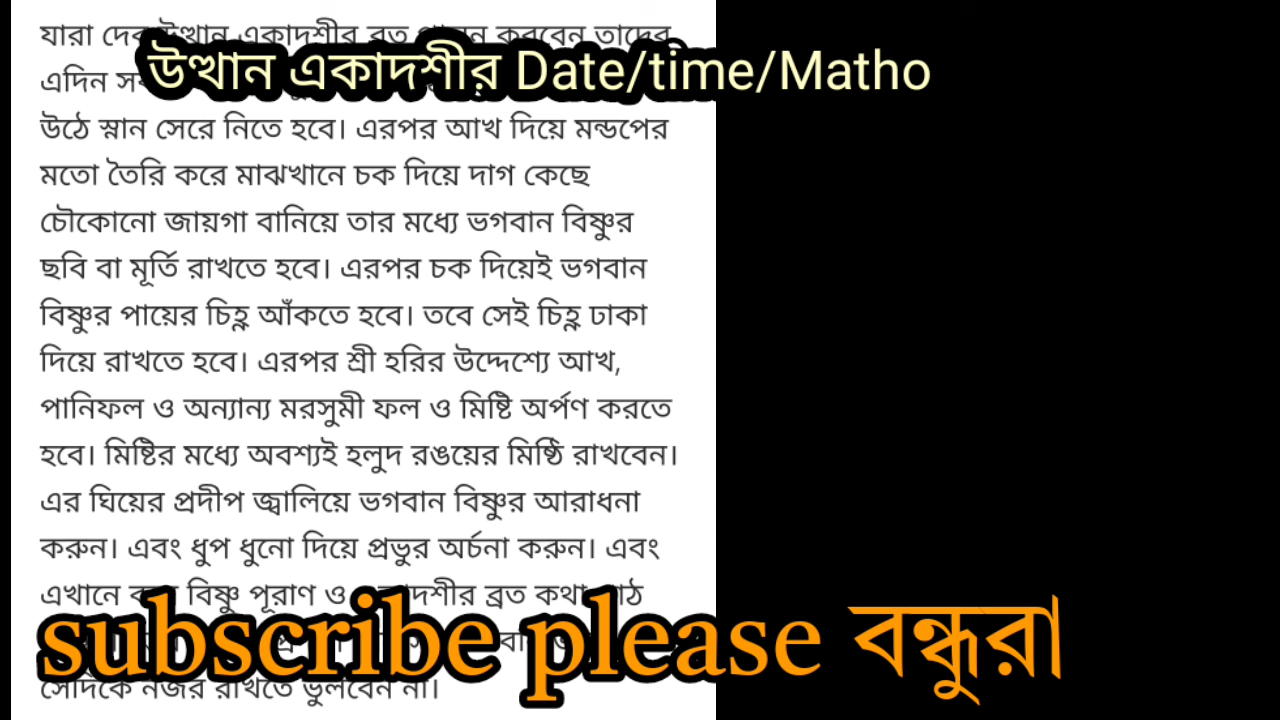 যারা দেব উত্থান একাদশীর ব্রত পালন করবেন তাদের
উত্থান একাদশীর Date/time/Matho
এদিন
উঠে স্নান সেরে নিতে হবে। এরপর আখ দিয়ে মন্ডপের
মতো তৈরি করে মাঝখানে চক দিয়ে দাগ কেছে
চৌকোনো জায়গা বানিয়ে তার মধ্যে ভগবান বিষ্ণুর
ছবি বা মূর্তি রাখতে হবে। এরপর চক দিয়েই ভগবান
বিষ্ণুর পায়ের চিহ্ণ আঁকতে হবে। তবে সেই চিহ্ণ ঢাকা
দিয়ে রাখতে হবে। এরপর শ্রী হরির উদ্দেশ্যে আখ,
পানিফল ও অন্যান্য মরসুমী ফল ও মিষ্টি অর্পণ করতে
হবে। মিষ্টির মধ্যে অবশ্যই হলুদ রঙয়ের মিষ্ঠি রাখবেন।
এর ঘিয়ের প্রদীপ জ্বালিয়ে ভগবান বিষ্ণুর আরাধনা
করুন। এবং ধুপ ধুনো দিয়ে প্রভুর অর্চনা করুন। এবং
এখানে বসে বিষ্ণু পূরাণ ও একাদশীর ব্রত কথা পাঠ
subscribe please বন্ধুরা
সেদিকে নজর রাখতে ভুলবেন না।